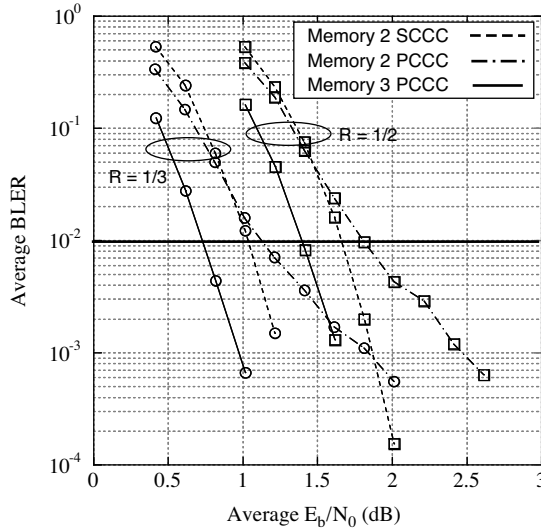 10^0
10^-1
10^-2
10^-3
10^-4
Average BLER
Memory 2 SCCC
Memory 2 PCCC
Memory 3 PCCC
R = 1/2
R = 1/3
0 0.5 1 1.5 2 2.5 3
Average E_b/N_0 (dB)